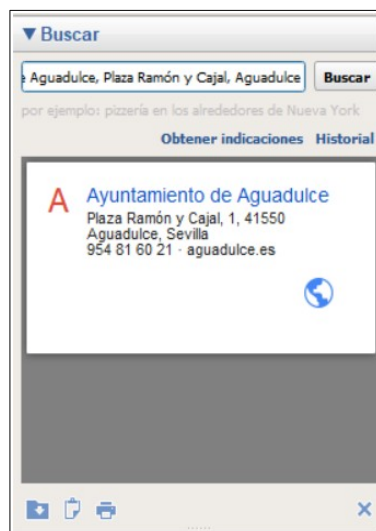 ▼ Buscar
Aguadulce, Plaza Ramón y Cajal, Aguadulce
Buscar
por ejemplo: pizzería en los alrededores de Nueva York
Obtener indicaciones Historial
A
Ayuntamiento de Aguadulce
Plaza Ramón y Cajal, 1, 41550
Aguadulce, Sevilla
954 81 60 21 · aguadulce.es